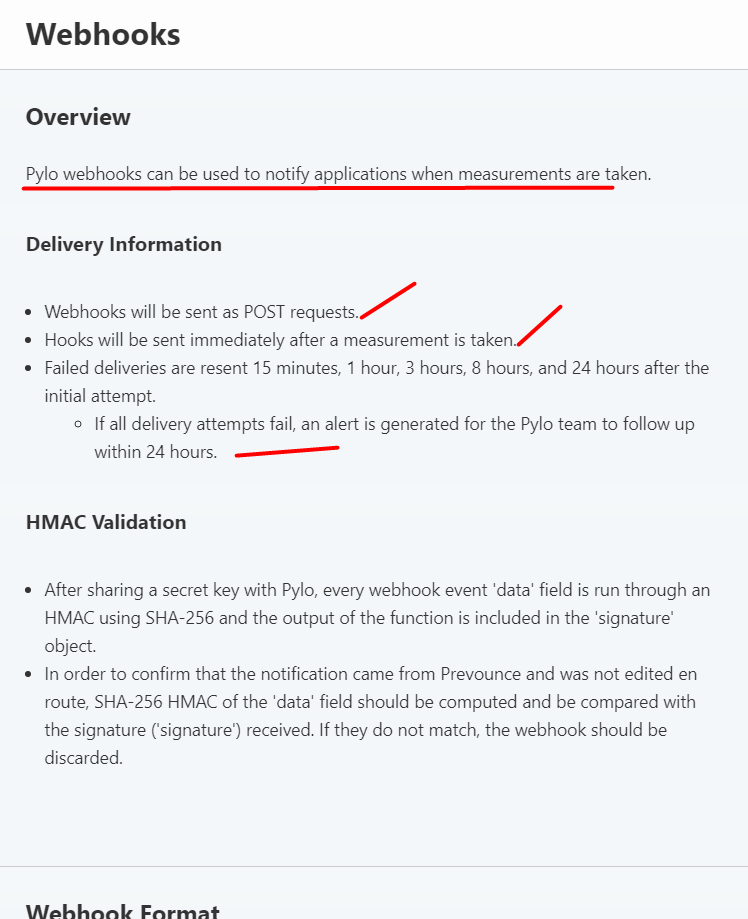 Webhooks
Overview
Pylo webhooks can be used to notify applications when measurements are taken.
Delivery Information
• Webhooks will be sent as POST requests.
• Hooks will be sent immediately after a measurement is taken.
• Failed deliveries are resent 15 minutes, 1 hour, 3 hours, 8 hours, and 24 hours after the
initial attempt.
◦ If all delivery attempts fail, an alert is generated for the Pylo team to follow up
within 24 hours.
HMAC Validation
• After sharing a secret key with Pylo, every webhook event 'data' field is run through an
HMAC using SHA-256 and the output of the function is included in the 'signature'
object.
• In order to confirm that the notification came from Prevounce and was not edited en
route, SHA-256 HMAC of the 'data' field should be computed and be compared with
the signature ('signature') received. If they do not match, the webhook should be
discarded.
Webhook Format